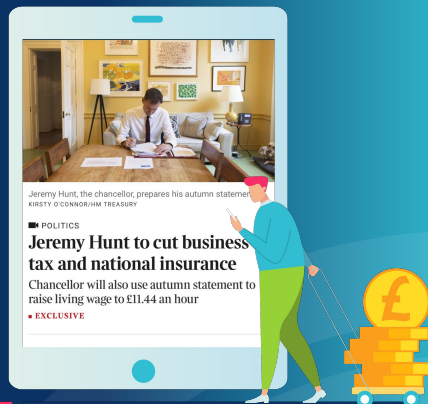 Jeremy Hunt, the chancellor, prepares his autumn
KIRSTY O'CONNOR/HM TREASURY
POLITICS
Jeremy Hunt to cut business
tax and national insurance
Chancellor will also use autumn statement to
raise living wage to £11.44 an hour
EXCLUSIVE
£